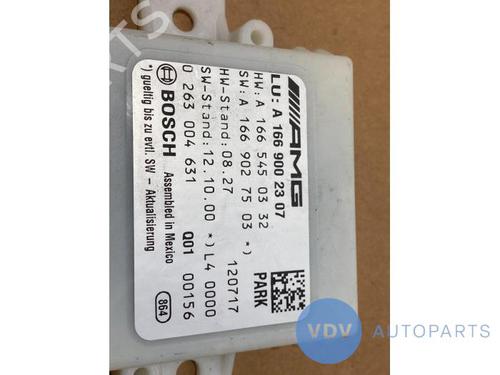 AMG
LU: A 166 900 23 07
HW: A 166 545 03 32
SW: A 166 902 75 03 *)
HW-Stand: 08.27 120717
SW-Stand: 12.10.00 *) L4 0000
0 263 004 631 Q01 00156
BOSCH Assembled in Mexico
*) gueltig bis zu evtl. SW - Aktualisierung
PARK
864
VDV AUTOPARTS